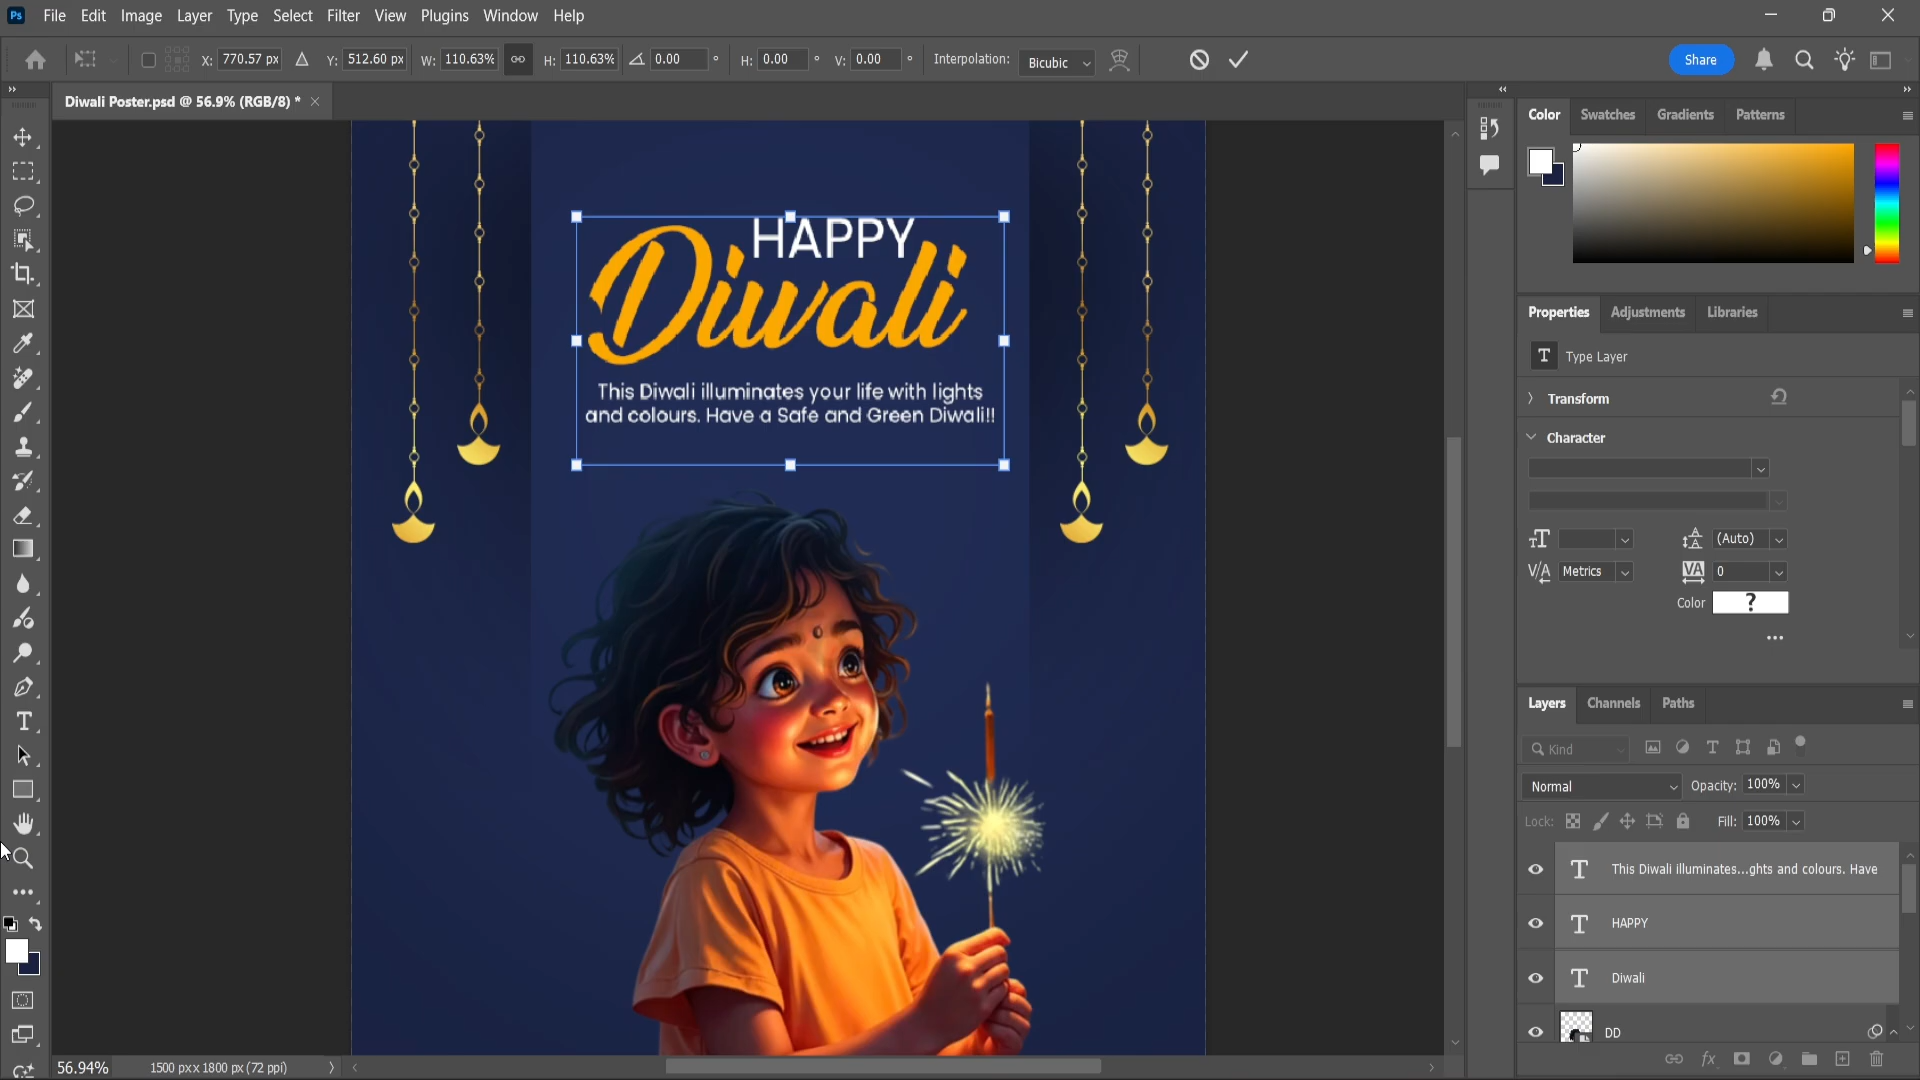 Ps File Edit Image Layer Type Select Filter View Plugins Window Help
X: 770.57 px Y: 512.60 px W: 110.63% H: 110.63% 0.00 ° H: 0.00 ° V: 0.00 ° Interpolation: Bicubic Share
Diwali Poster.psd @ 56.9% (RGB/8) *
HAPPY
Diwali
This Diwali illuminates your life with lights
and colours. Have a Safe and Green Diwali!!
56.94% 1500 px x 1800 px (72 ppi)
Color Swatches Gradients Patterns
Properties Adjustments Libraries
T Type Layer
Transform
Character
(Auto)
Metrics 0
Color ?
Layers Channels Paths
Kind
Normal Opacity: 100%
Lock: Fill: 100%
T This Diwali illuminates...ghts and colours. Have
T HAPPY
T Diwali
DD
fx